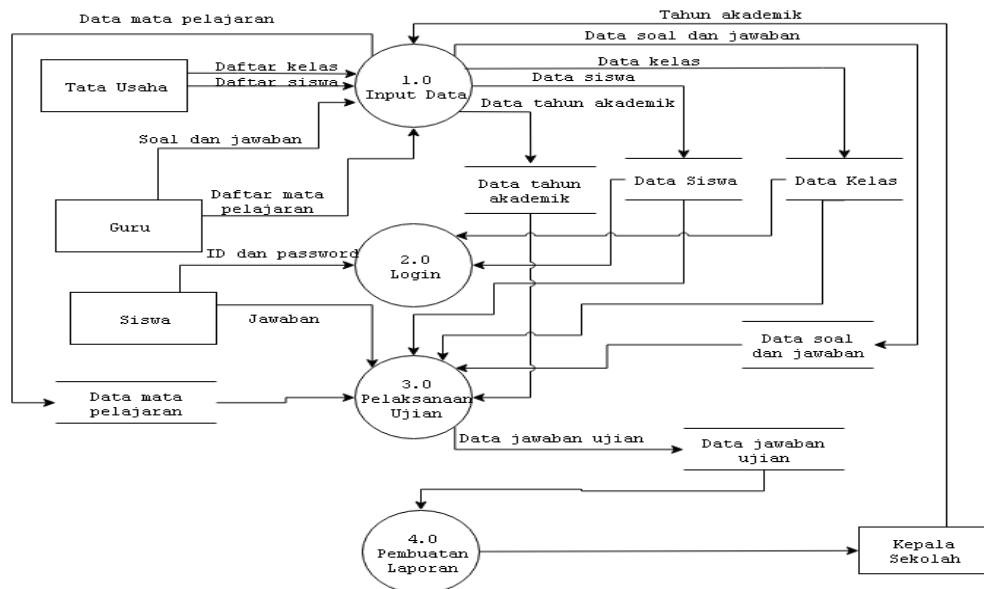 Data mata pelajaran
Tahun akademik
Data soal dan jawaban
Daftar kelas
Data kelas
Tata Usaha
Daftar siswa
1.0
Input Data
Data siswa
Data tahun akademik
Soal dan jawaban
Data tahun
akademik
Data Siswa
Data Kelas
Daftar mata
pelajaran
Guru
ID dan password
2.0
Login
Siswa
Jawaban
Data soal
dan jawaban
3.0
Pelaksanaan
Ujian
Data mata
pelajaran
Data jawaban ujian
Data jawaban
ujian
4.0
Pembuatan
Laporan
Kepala
Sekolah